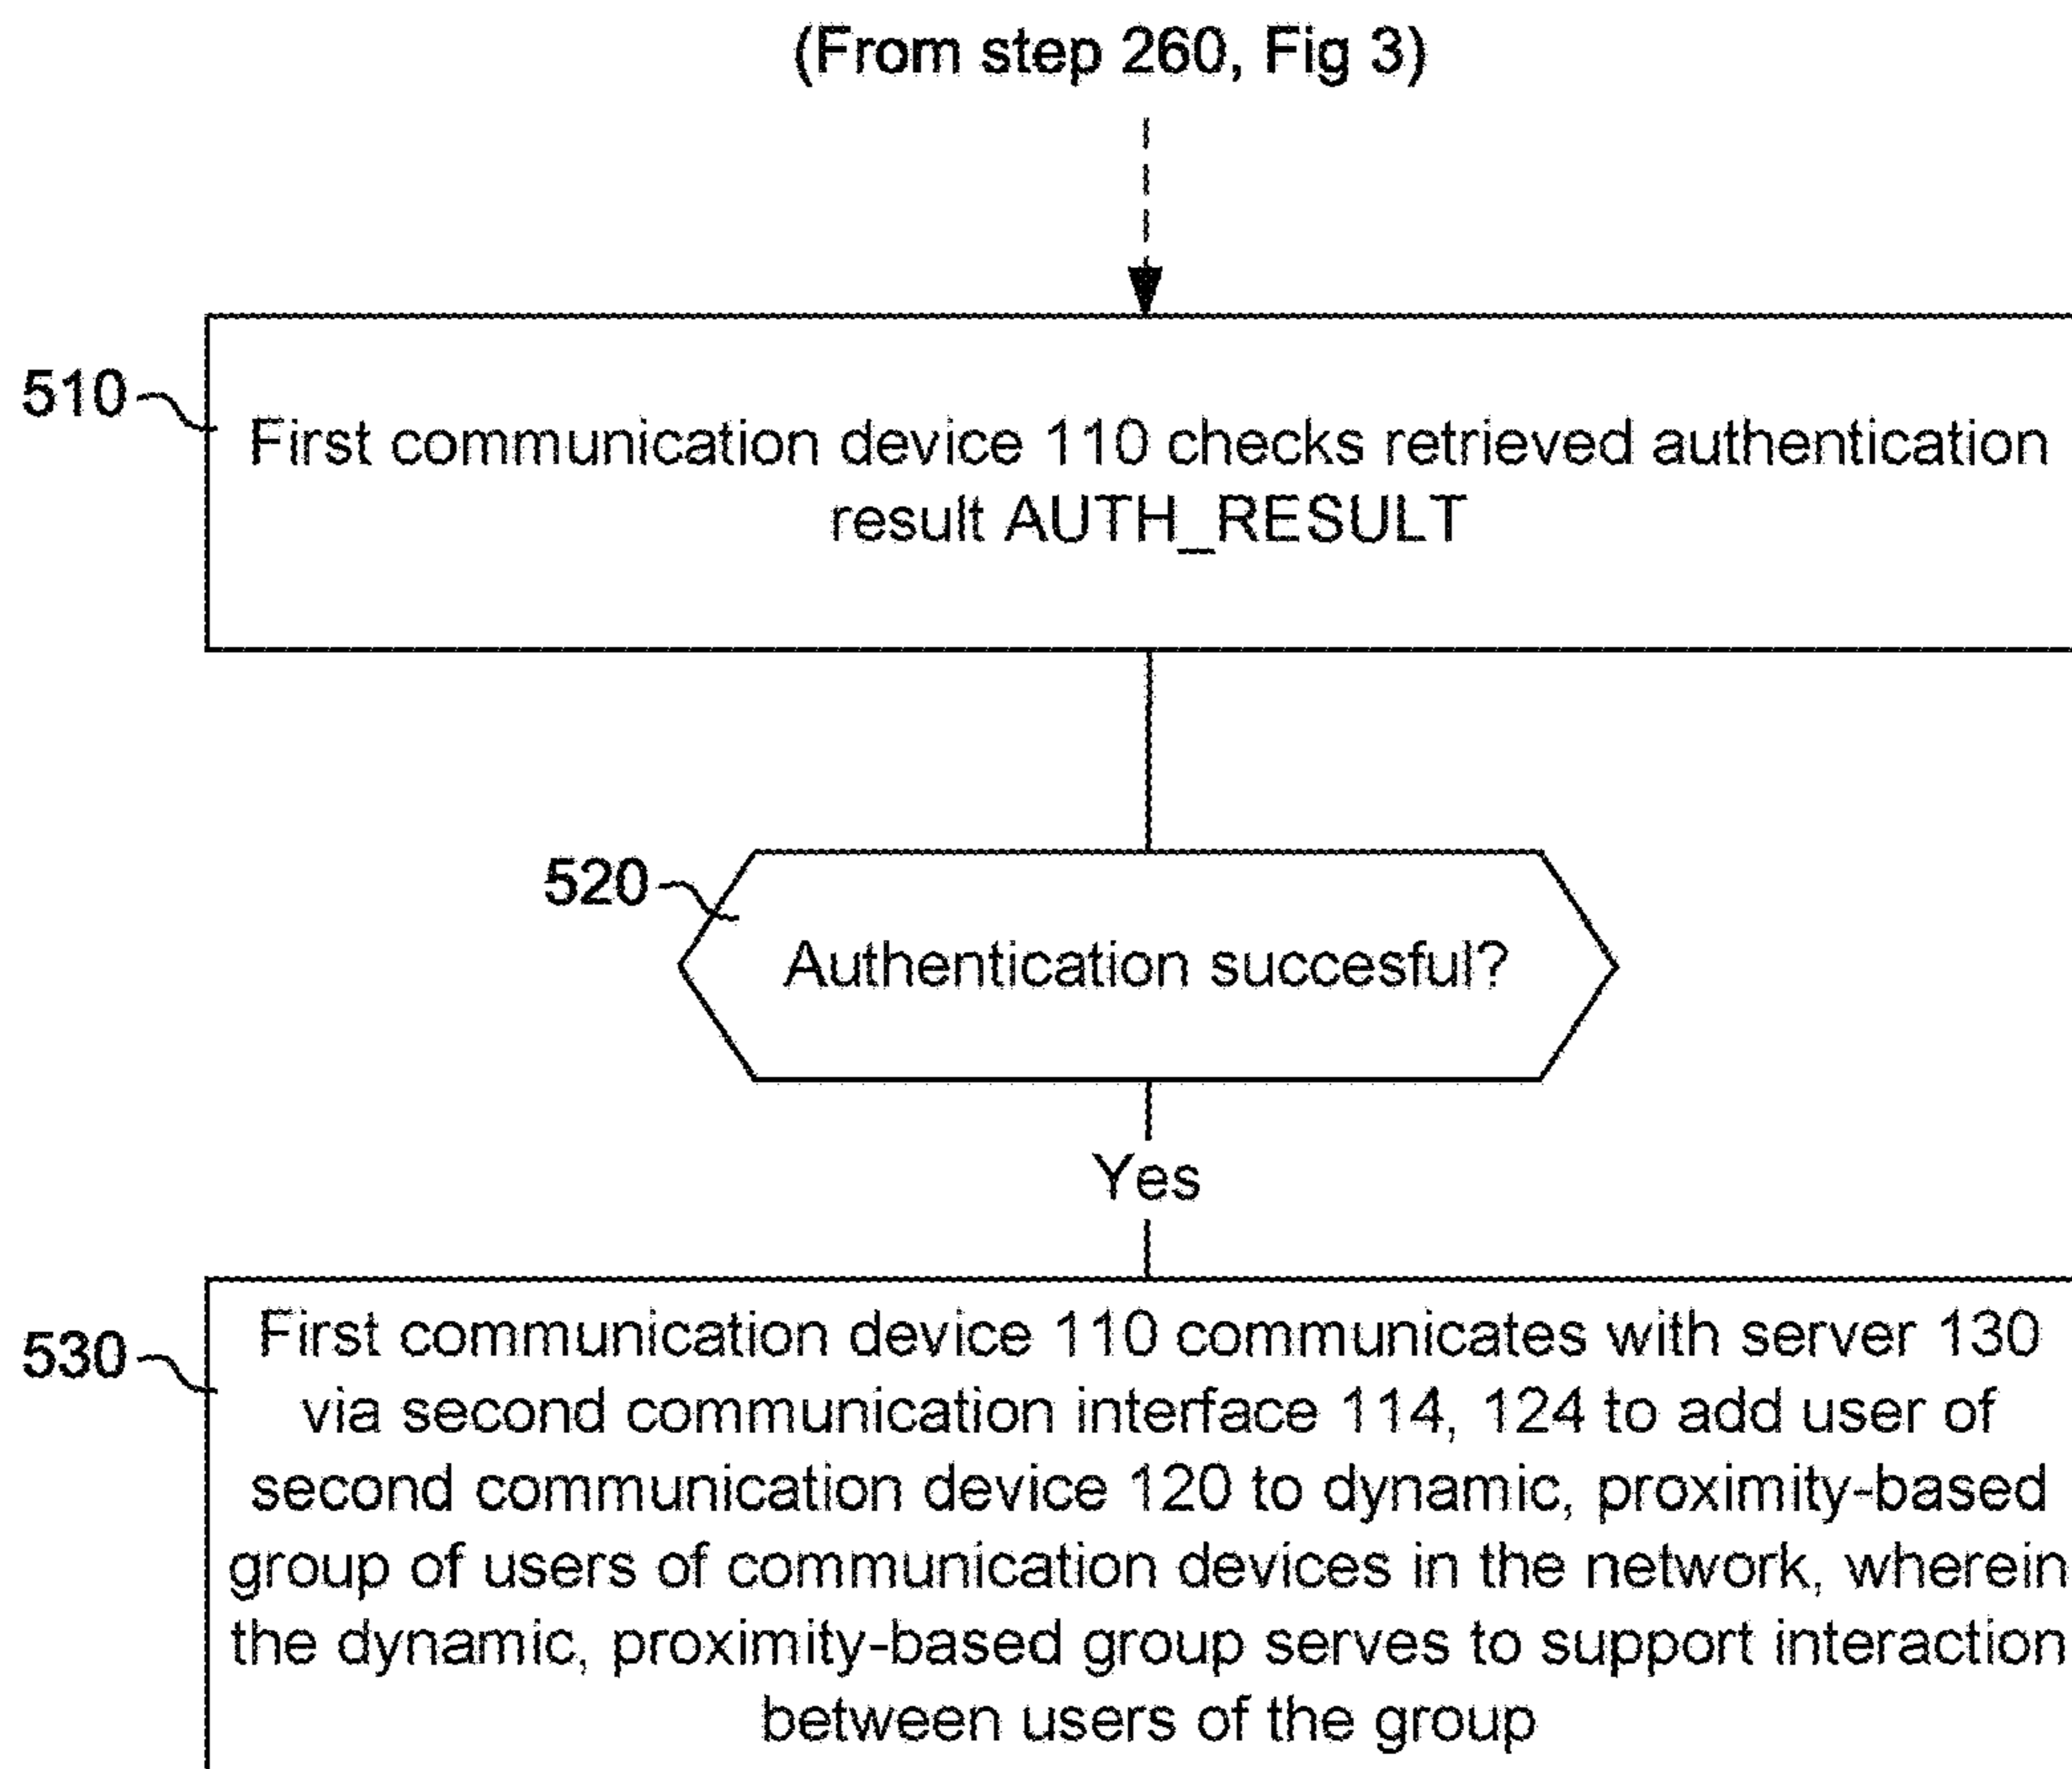 (From step 260, Fig 3)
510
First communication device 110 checks retrieved authentication
result AUTH_RESULT
520
Authentication succesful?
Yes
530
First communication device 110 communicates with server 130
via second communication interface 114, 124 to add user of
second communication device 120 to dynamic, proximity-based
group of users of communication devices in the network, wherein
the dynamic, proximity-based group serves to support interaction
between users of the group